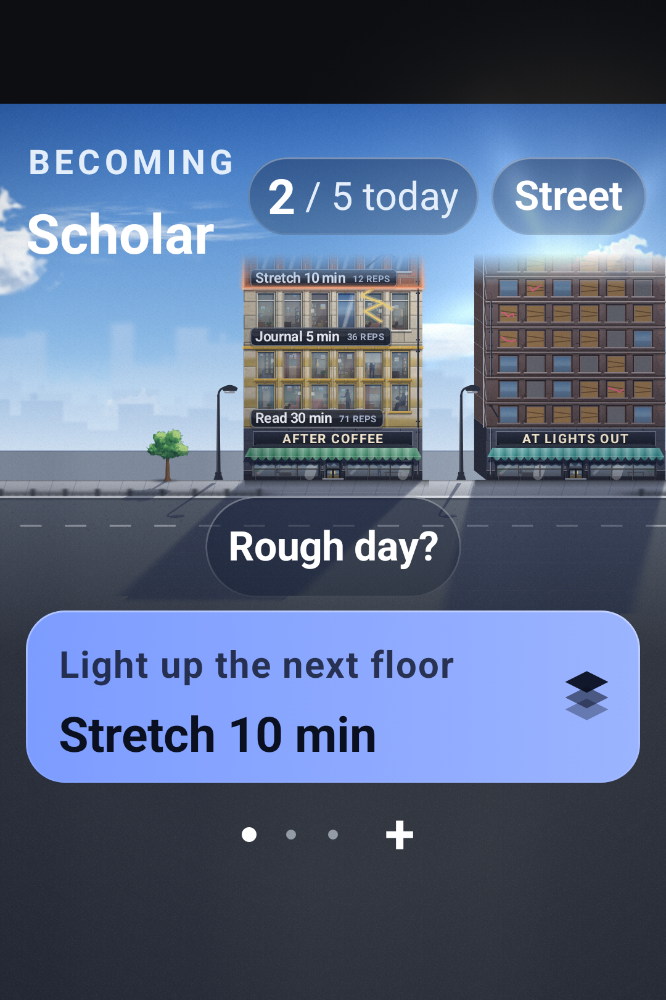 BECOMING
Scholar
2 / 5 today
Street
Stretch 10 min 12 REPS
Journal 5 min 36 REPS
Read 30 min 71 REPS
AFTER COFFEE
AT LIGHTS OUT
Rough day?
Light up the next floor
Stretch 10 min